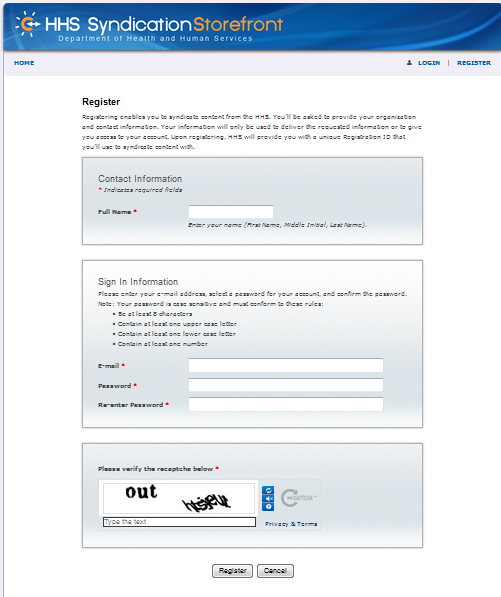 HHS Syndication Storefront
Department of Health and Human Services
HOME
LOGIN | REGISTER
Register
Registering enables you to syndicate content from the HHS. You'll be asked to provide your organization
and contact information. Your information will only be used to deliver the requested information or to give
you access to your account. Upon registering, HHS will provide you with a unique Registration ID that
you'll use to syndicate content with.
Contact Information
* Indicates required fields
Full Name *
Enter your name (First Name, Middle Initial, Last Name).
Sign In Information
Please enter your e-mail address, select a password for your account, and confirm the password.
Note: Your password is case sensitive and must conform to these rules:
• Be at least 8 characters
• Contain at least one upper case letter
• Contain at least one lower case letter
• Contain at least one number
E-mail *
Password *
Re-enter Password *
Please verify the recaptcha below *
out
Type the text
reCAPTCHA™
Privacy & Terms
Register
Cancel